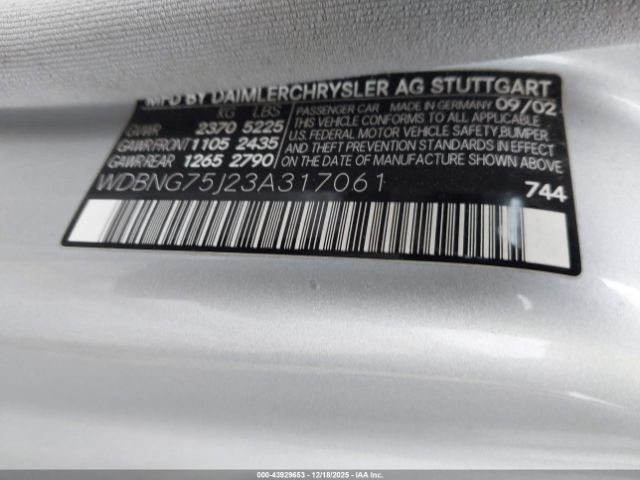 MFD BY DAIMLERCHRYSLER AG STUTTGART
KG LBS
GVWR 2370 5225
GAWR FRONT 1105 2435
GAWR REAR 1265 2790
PASSENGER CAR MADE IN GERMANY 09/02
THIS VEHICLE CONFORMS TO ALL APPLICABLE
U.S. FEDERAL MOTOR VEHICLE SAFETY, BUMPER
AND THEFT PREVENTION STANDARDS IN EFFECT
ON THE DATE OF MANUFACTURE SHOWN ABOVE
WDBNG75J23A317061
744
000-43929653 - 12/18/2025 - COPYRIGHT IAA, LLC.